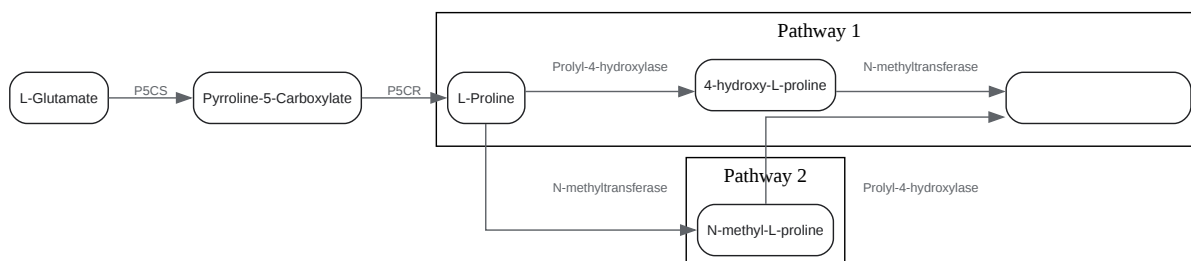 Pathway 1
Prolyl-4-hydroxylase
N-methyltransferase
L-Glutamate
P5CS
Pyrroline-5-Carboxylate
P5CR
L-Proline
4-hydroxy-L-proline
Pathway 2
N-methyltransferase
Prolyl-4-hydroxylase
N-methyl-L-proline